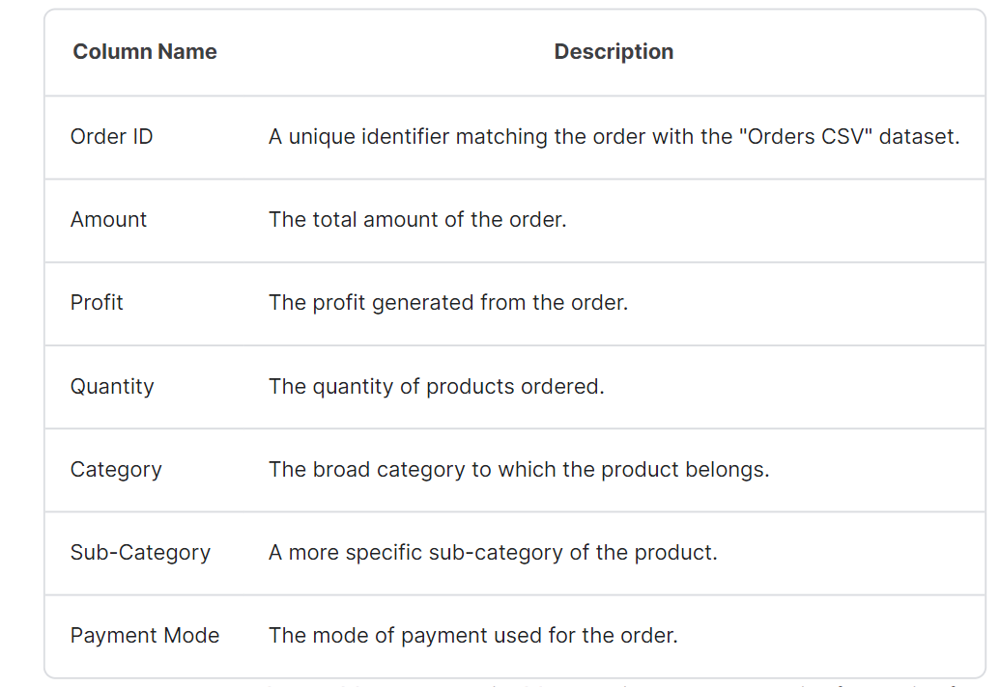 Column Name Description
Order ID A unique identifier matching the order with the "Orders CSV" dataset.
Amount The total amount of the order.
Profit The profit generated from the order.
Quantity The quantity of products ordered.
Category The broad category to which the product belongs.
Sub-Category A more specific sub-category of the product.
Payment Mode The mode of payment used for the order.